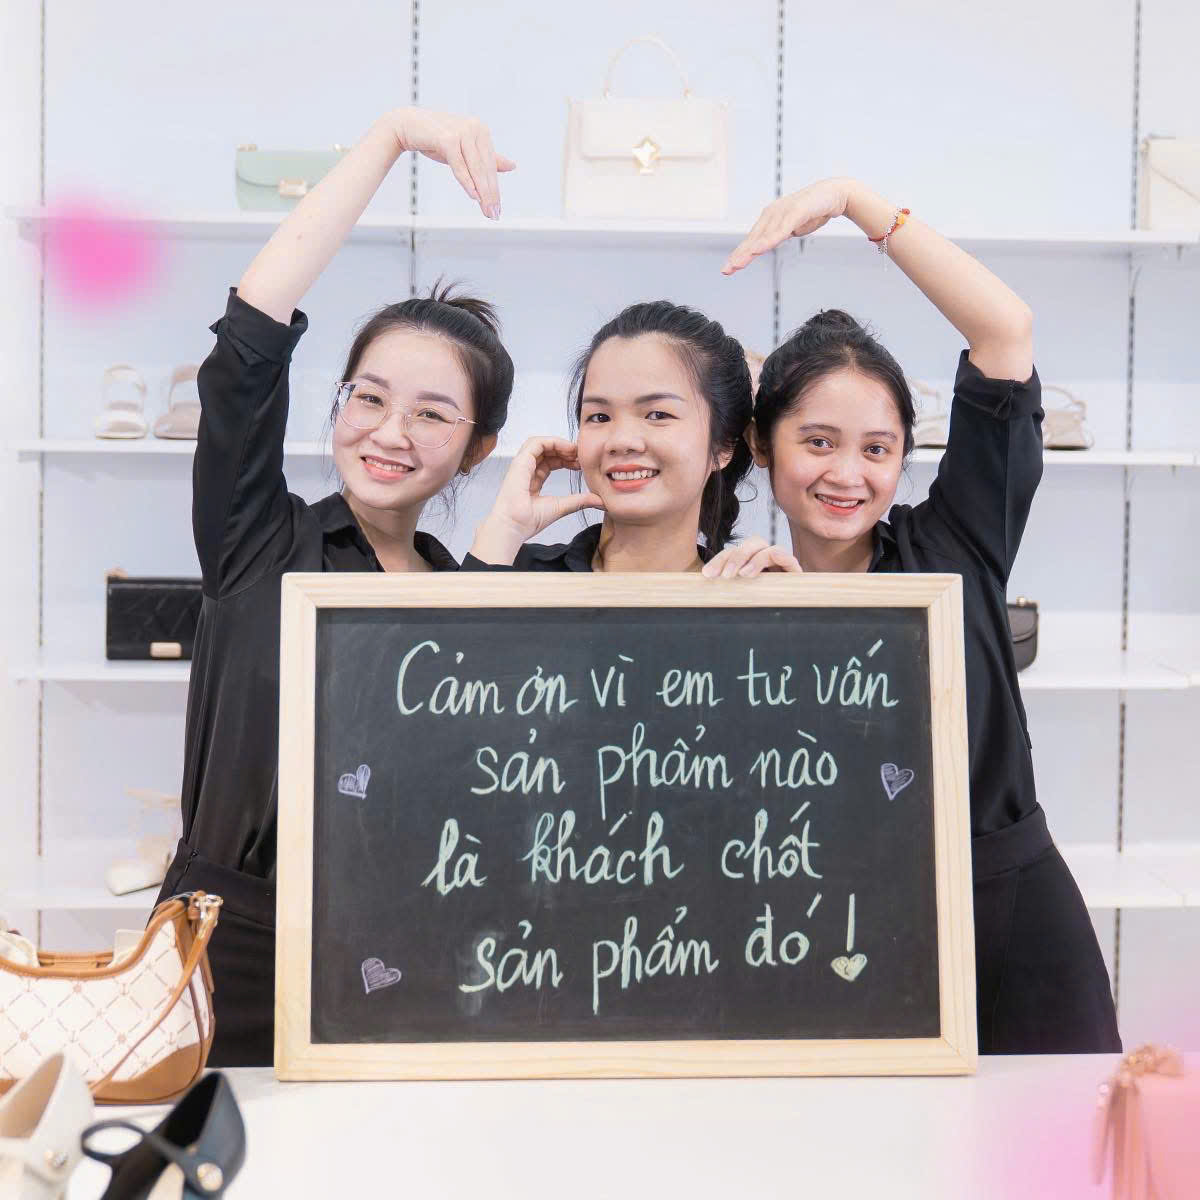 Cảm ơn vì em tư vấn
sản phẩm nào
là khách chốt
sản phẩm đó!